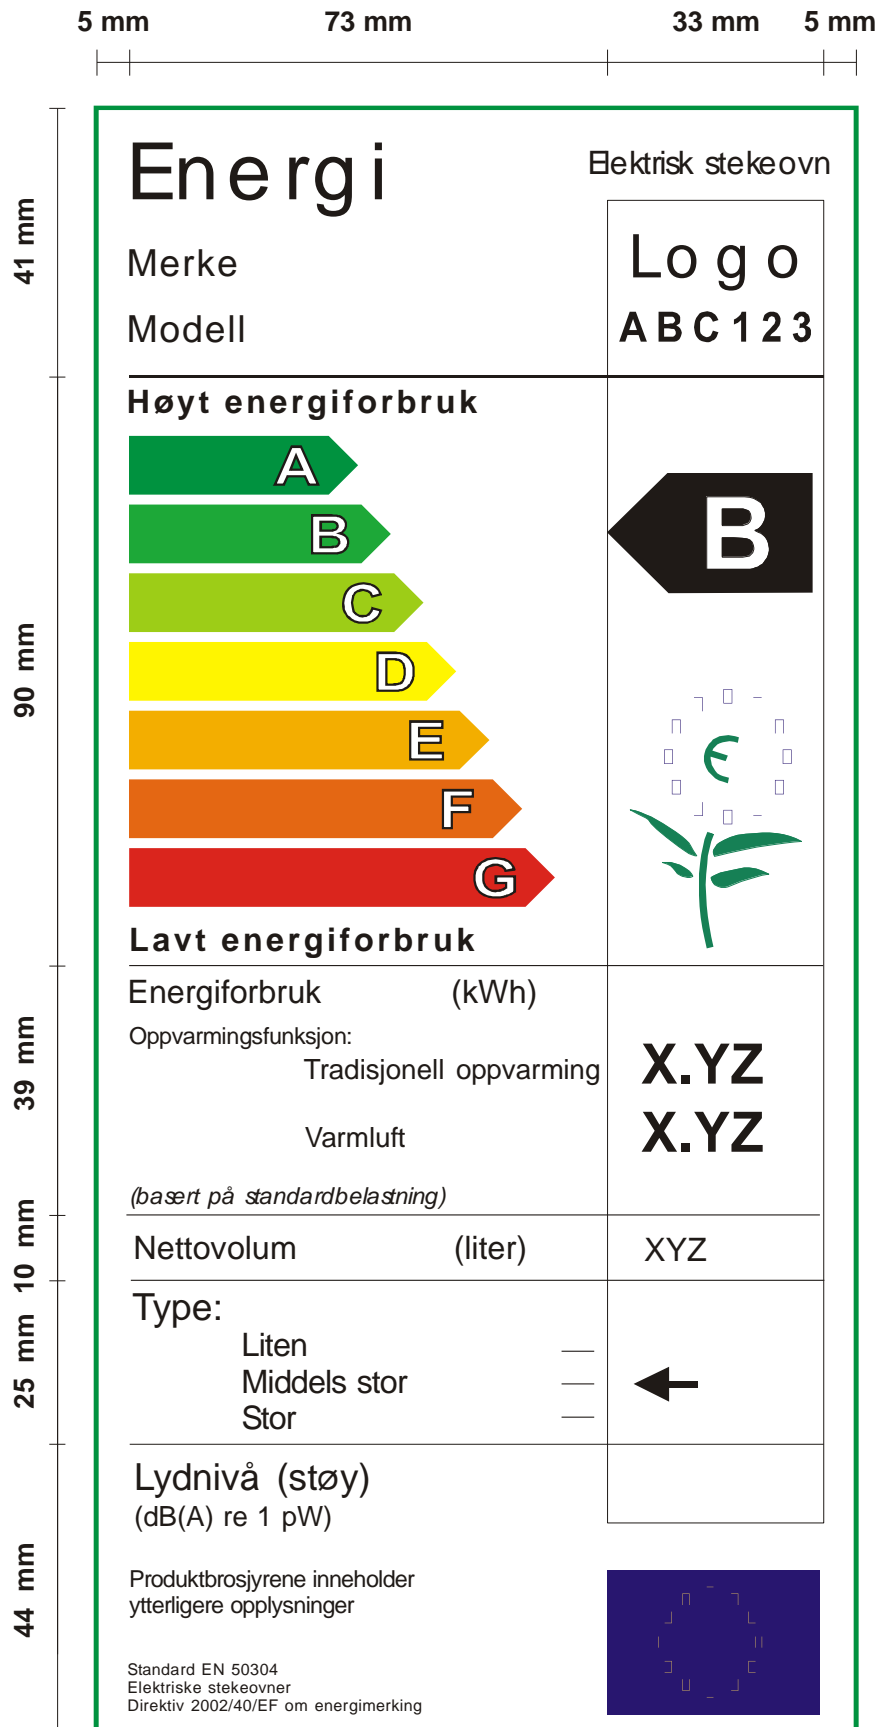 5 mm 73 mm 33 mm 5 mm
Energi
Elektrisk stekeovn
41 mm
Merke
Logo
Modell
ABC123
Høyt energiforbruk
A
B
B
C
90 mm
D
E
F
G
Lavt energiforbruk
Energiforbruk (kWh)
39 mm
Oppvarmingsfunksjon:
Tradisjonell oppvarming X.YZ
Varmluft X.YZ
(basert på standardbelastning)
10 mm
Nettovolum (liter) XYZ
25 mm
Type:
Liten
Middels stor
Stor
Lydnivå (støy)
(dB(A) re 1 pW)
44 mm
Produktbrosjyrene inneholder
ytterligere opplysninger
Standard EN 50304
Elektriske stekeovner
Direktiv 2002/40/EF om energimerking